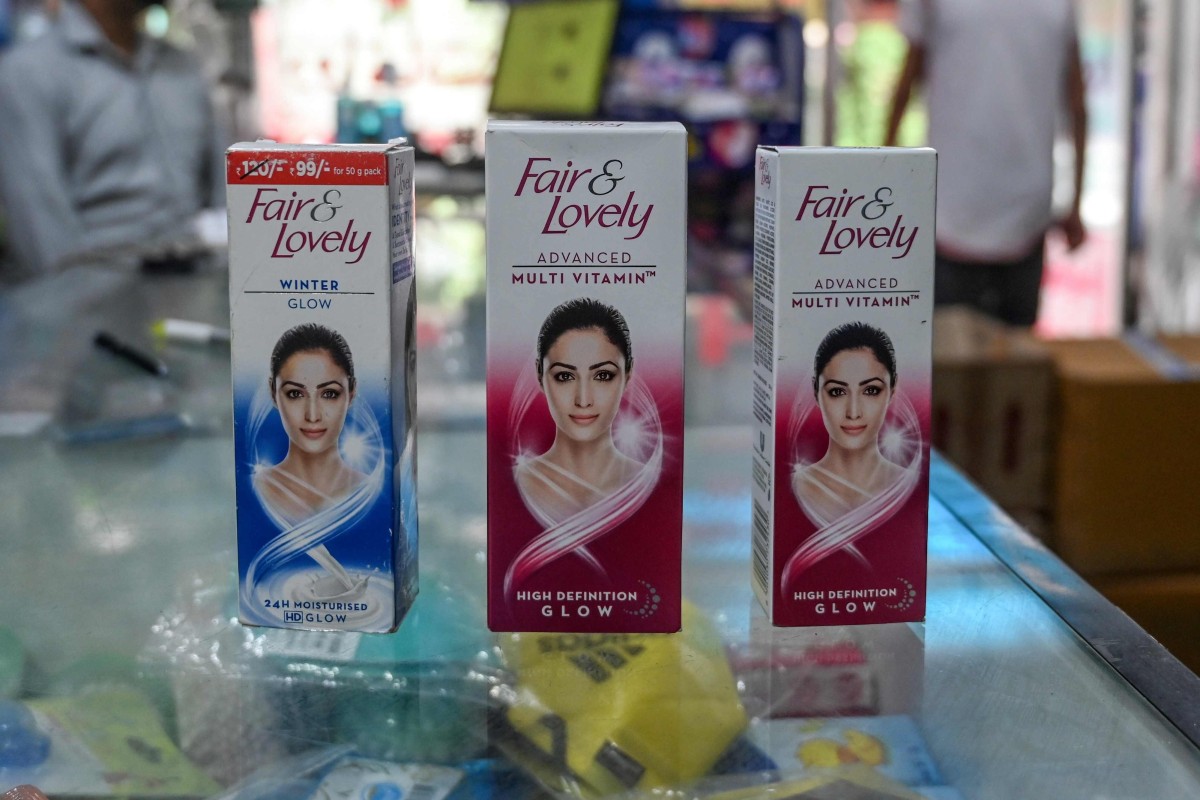 ₹120/- ₹99/- for 50 g pack
Fair &
Lovely
WINTER
GLOW
24H MOISTURISED
HD GLOW
Fair &
Lovely
ADVANCED
MULTI VITAMIN™
HIGH DEFINITION
GLOW
Fair &
Lovely
ADVANCED
MULTI VITAMIN™
HIGH DEFINITION
GLOW